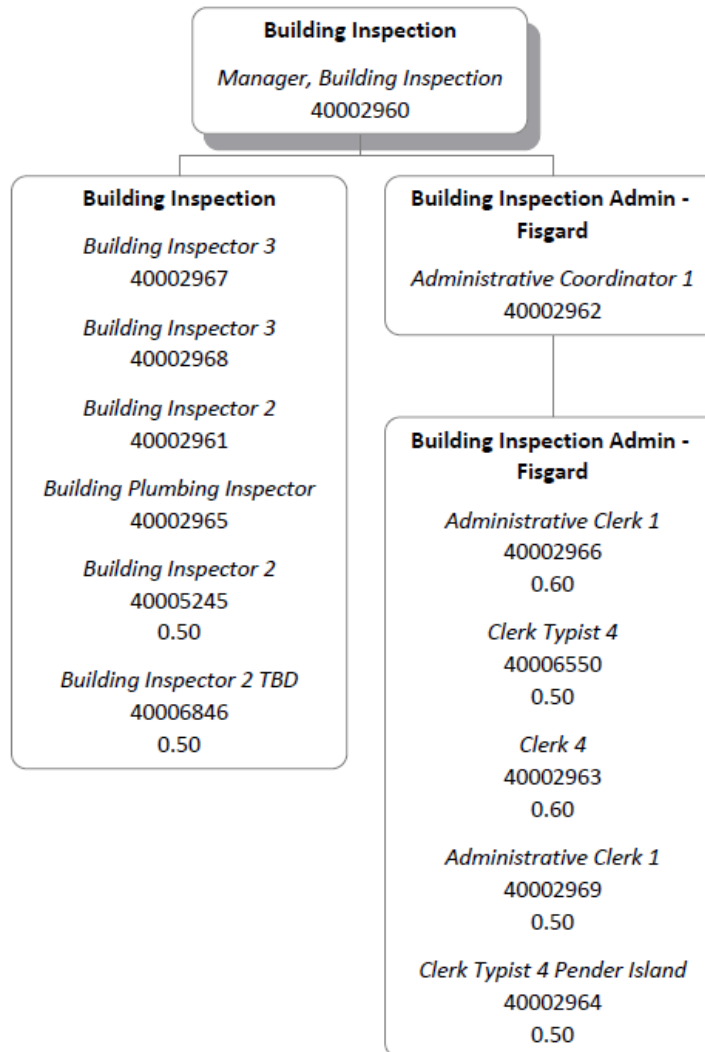 Building Inspection
Manager, Building Inspection
40002960
Building Inspection
Building Inspector 3
40002967
Building Inspector 3
40002968
Building Inspector 2
40002961
Building Plumbing Inspector
40002965
Building Inspector 2
40005245
0.50
Building Inspector 2 TBD
40006846
0.50
Building Inspection Admin -
Fisgard
Administrative Coordinator 1
40002962
Building Inspection Admin -
Fisgard
Administrative Clerk 1
40002966
0.60
Clerk Typist 4
40006550
0.50
Clerk 4
40002963
0.60
Administrative Clerk 1
40002969
0.50
Clerk Typist 4 Pender Island
40002964
0.50